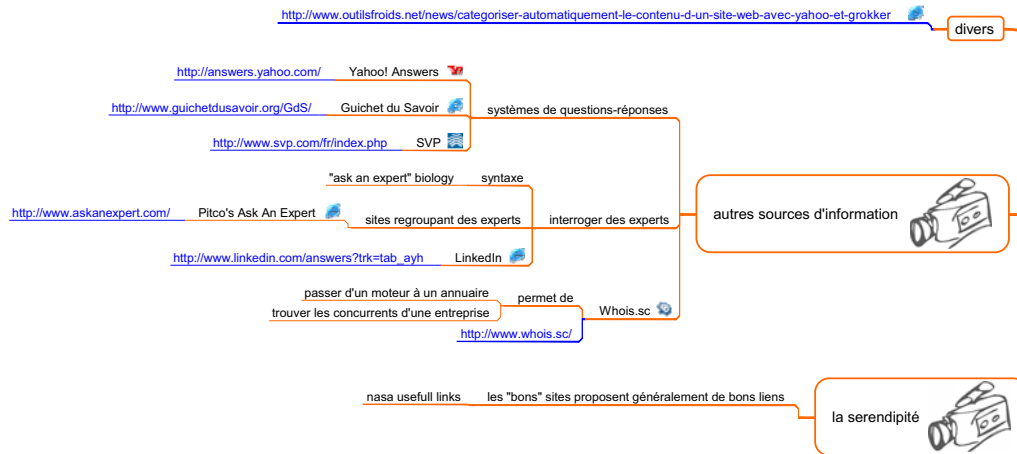 http://www.outilsfroids.net/news/categoriser-automatiquement-le-contenu-d-un-site-web-avec-yahoo-et-grokker
divers
http://answers.yahoo.com/ Yahoo! Answers
http://www.guichetdusavoir.org/GdS/ Guichet du Savoir
systèmes de questions-réponses
http://www.svp.com/fr/index.php SVP
"ask an expert" biology syntaxe
http://www.askanexpert.com/ Pitco's Ask An Expert sites regroupant des experts interroger des experts
autres sources d'information
http://www.linkedin.com/answers?trk=tab_ayh LinkedIn
passer d'un moteur à un annuaire
permet de
trouver les concurrents d'une entreprise
Whois.sc
http://www.whois.sc/
nasa usefull links les "bons" sites proposent généralement de bons liens
la serendipité